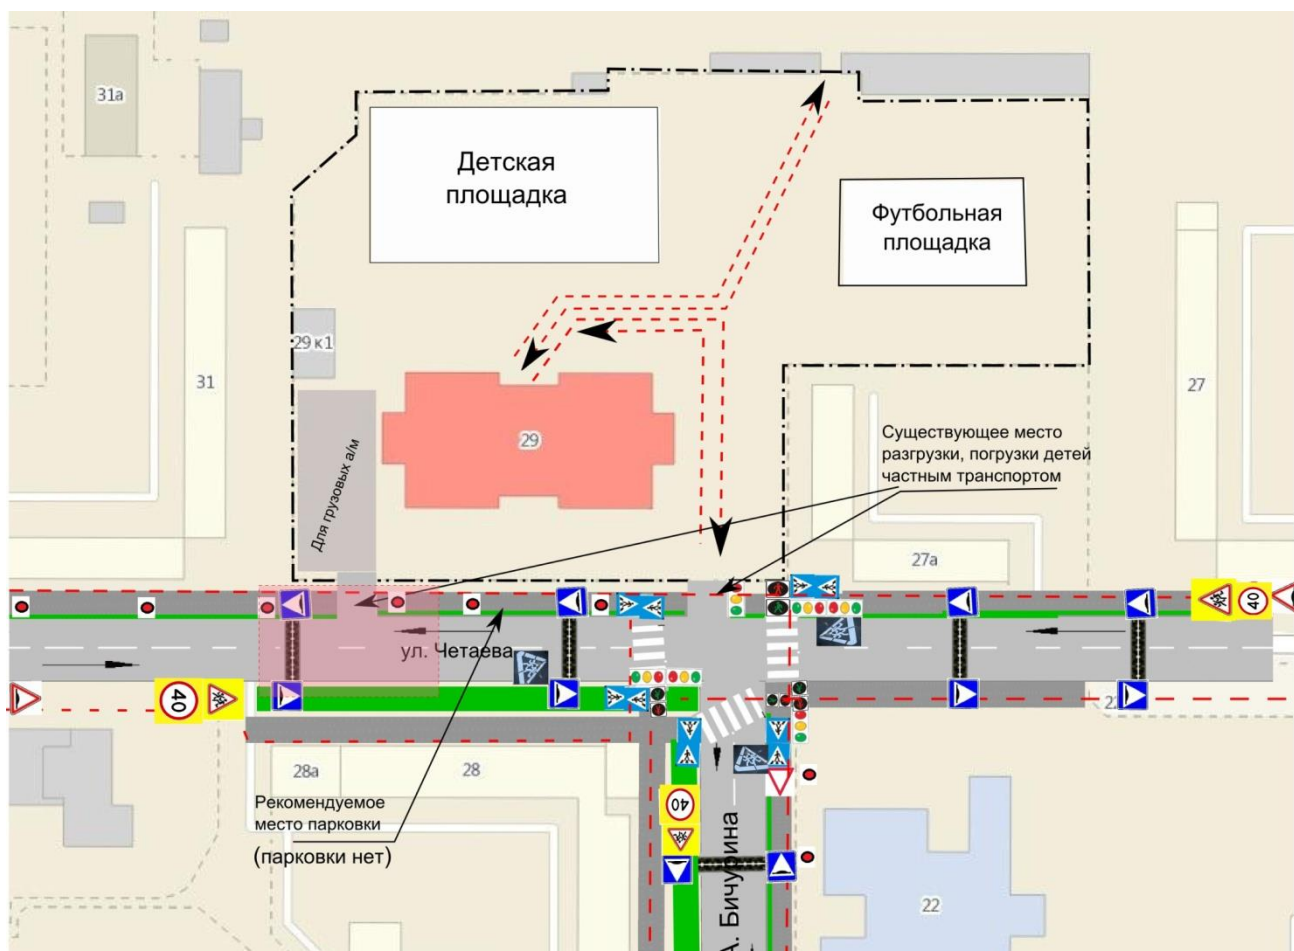 31а
Детская
площадка
Футбольная
площадка
29 к1
31
27
29
Существующее место
разгрузки, погрузки детей
частным транспортом
Для грузовых а/м
27а
40
ул. Четаева
40
22
28а
28
Рекомендуемое
место парковки
(парковки нет)
40
А. Бичурина
22